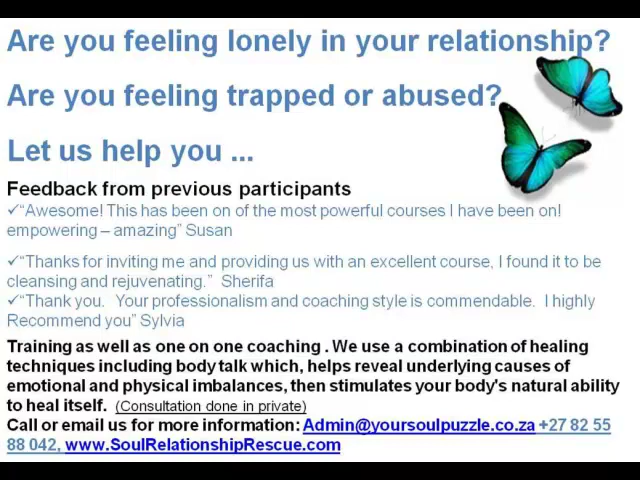 Are you feeling lonely in your relationship?
Are you feeling trapped or abused?
Let us help you ...
Feedback from previous participants
✓“Awesome! This has been on of the most powerful courses I have been on!
empowering – amazing” Susan
✓“Thanks for inviting me and providing us with an excellent course, I found it to be
cleansing and rejuvenating.”  Sherifa
✓“Thank you.  Your professionalism and coaching style is commendable.  I highly
Recommend you” Sylvia
Training as well as one on one coaching . We use a combination of healing
techniques including body talk which, helps reveal underlying causes of
emotional and physical imbalances, then stimulates your body's natural ability
to heal itself.  (Consultation done in private)
Call or email us for more information: Admin@yoursoulpuzzle.co.za +27 82 55
88 042, www.SoulRelationshipRescue.com